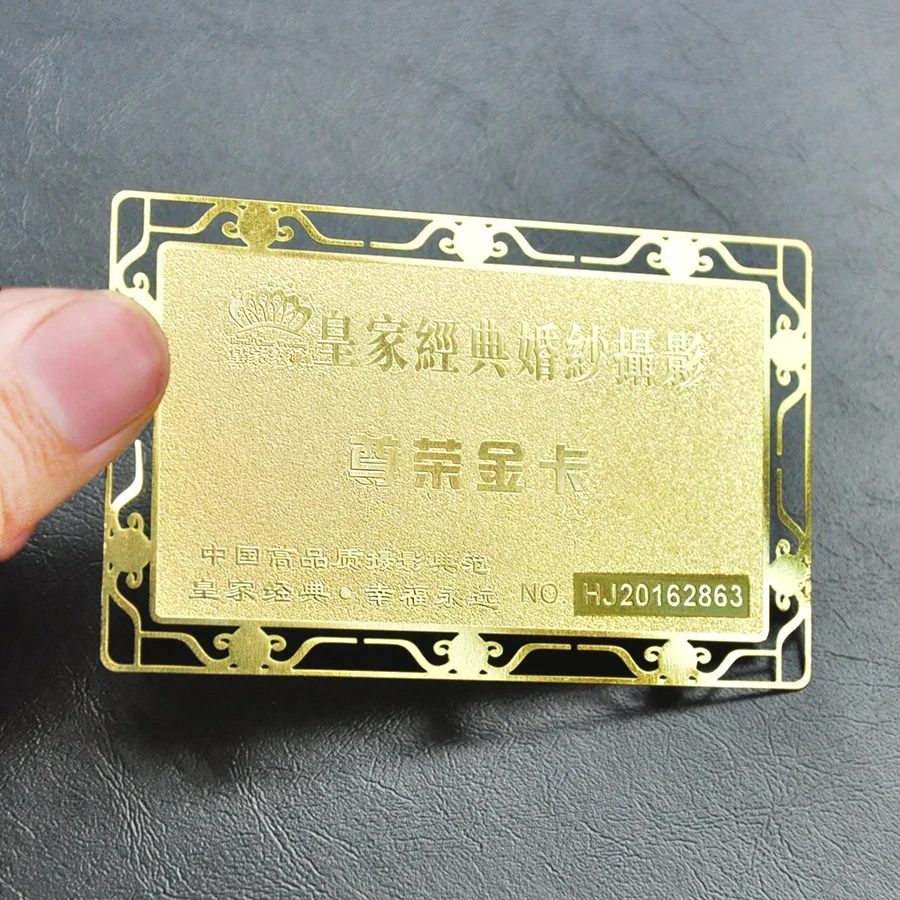 皇家經典婚紗攝影
尊荣金卡
中国高品质摄影典范
皇家经典·幸福永远 NO HJ20162863